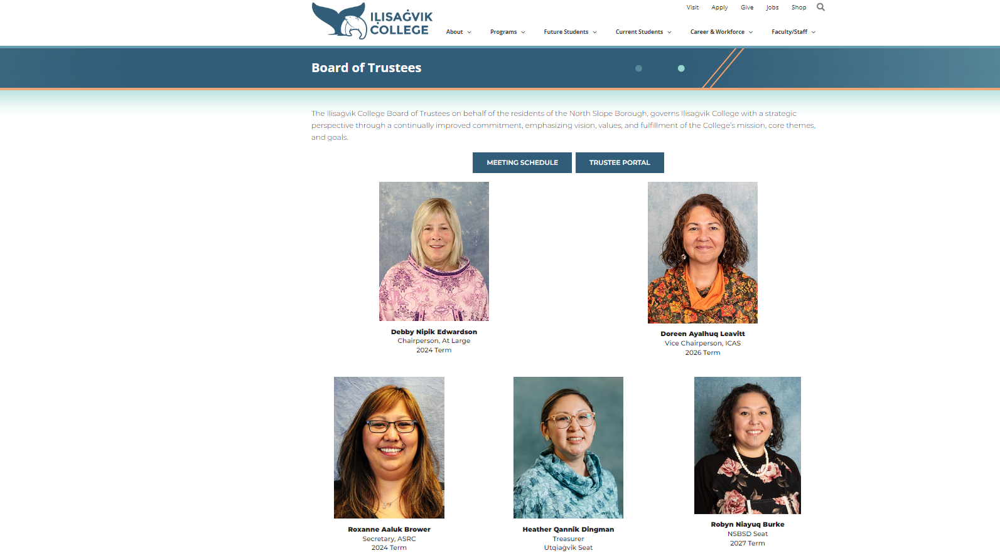 Visit Apply Give Jobs Shop
IḶISAĠVIK
COLLEGE
About Programs Future Students Current Students Career & Workforce Faculty/Staff
Board of Trustees
The Iḷisaġvik College Board of Trustees on behalf of the residents of the North Slope Borough, governs Iḷisaġvik College with a strategic
perspective through a continually improved commitment, emphasizing vision, values, and fulfillment of the College's mission, core themes,
and goals.
MEETING SCHEDULE TRUSTEE PORTAL
Debby Nipik Edwardson
Chairperson, At Large
2024 Term
Doreen Ayalhuq Leavitt
Vice Chairperson, ICAS
2026 Term
Roxanne Aaluk Brower
Secretary, ASRC
2024 Term
Heather Qannik Dingman
Treasurer
Utqiaġvik Seat
Robyn Niayuq Burke
NSBSD Seat
2027 Term